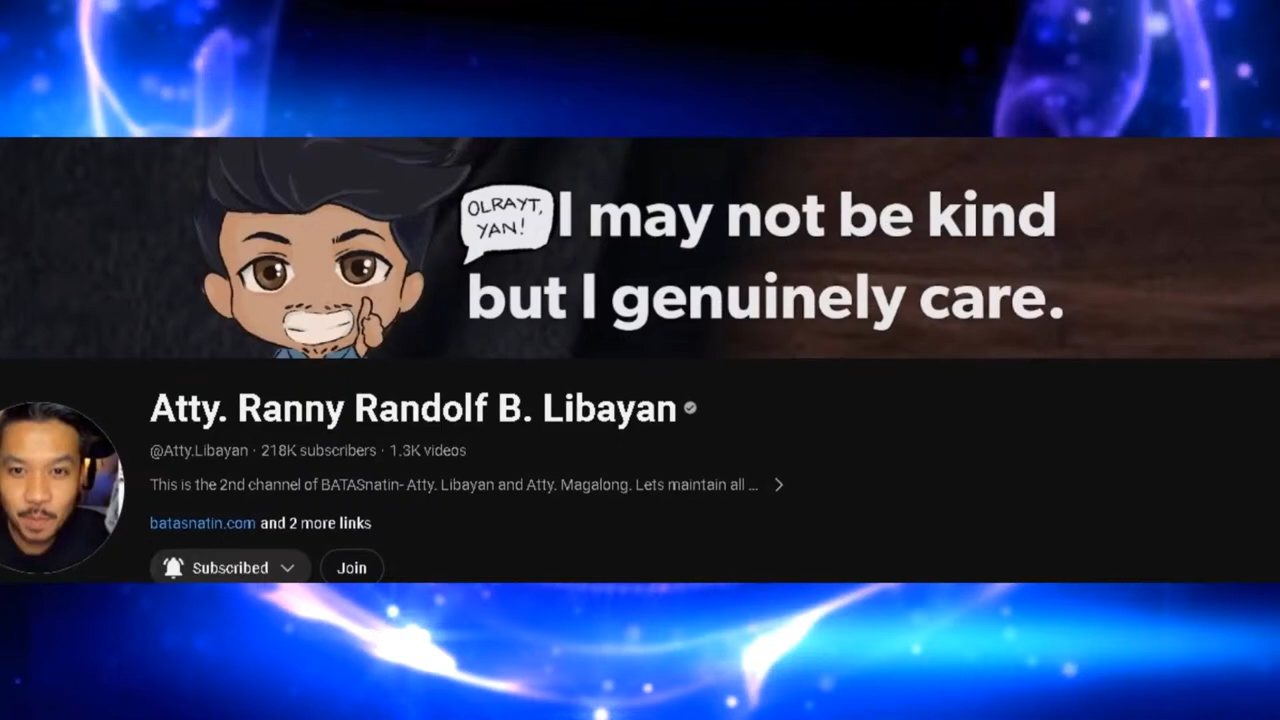 OLRAYT,
YAN!
I may not be kind
but I genuinely care.
Atty. Ranny Randolf B. Libayan
@Atty.Libayan · 218K subscribers · 1.3K videos
This is the 2nd channel of BATASnatin- Atty. Libayan and Atty. Magalong. Lets maintain all ...
batasnatin.com and 2 more links
Subscribed
Join